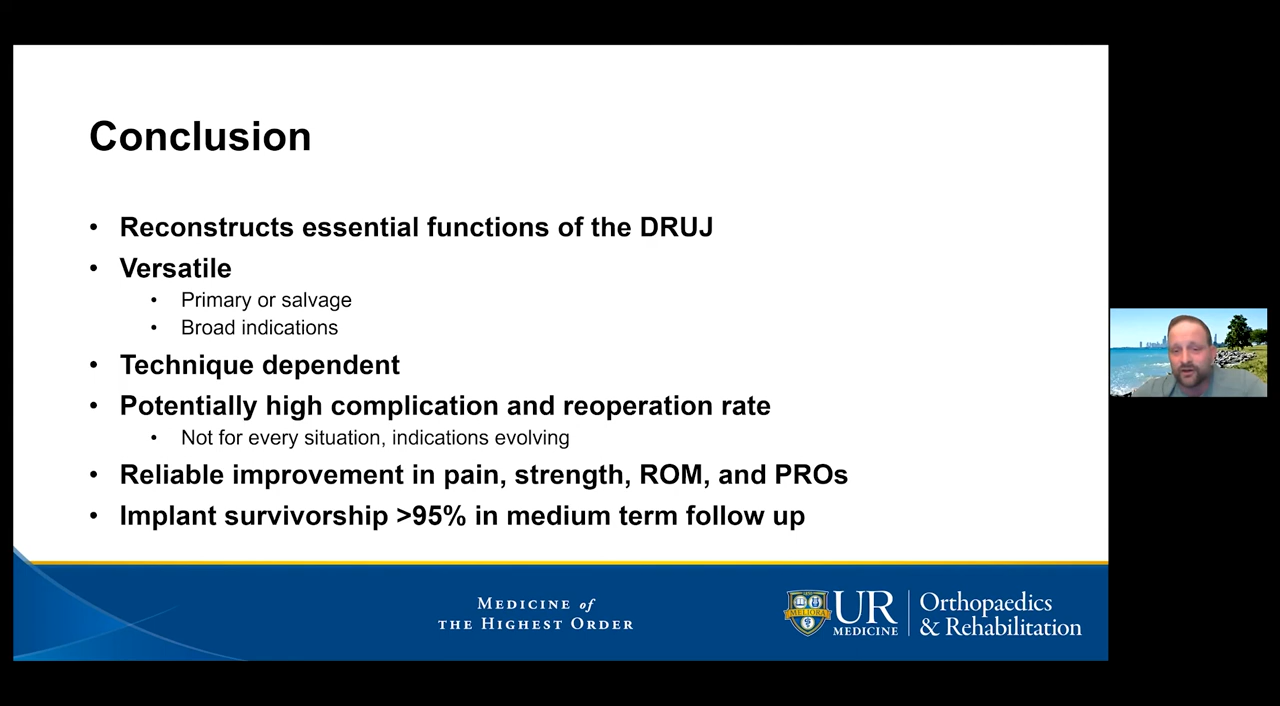 Conclusion
• Reconstructs essential functions of the DRUJ
• Versatile
• Primary or salvage
• Broad indications
• Technique dependent
• Potentially high complication and reoperation rate
• Not for every situation, indications evolving
• Reliable improvement in pain, strength, ROM, and PROs
• Implant survivorship >95% in medium term follow up
MEDICINE of
THE HIGHEST ORDER
MELIORA
UR
MEDICINE
Orthopaedics
& Rehabilitation